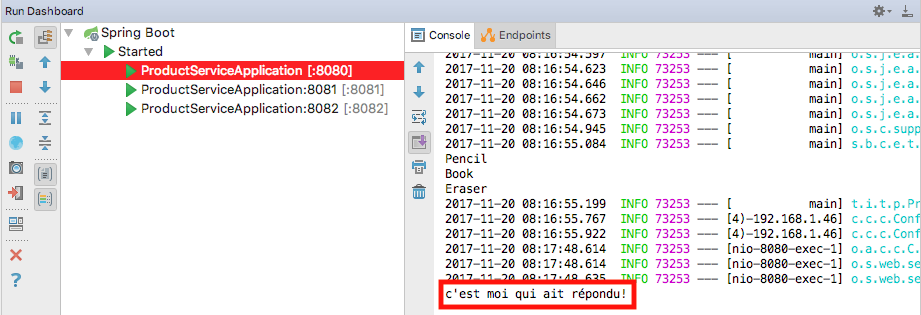 Run Dashboard
Spring Boot
Started
ProductServiceApplication [:8080]
ProductServiceApplication:8081 [:8081]
ProductServiceApplication:8082 [:8082]
Console Endpoints
2017-11-20 08:16:54.597 INFO 73253 --- [ main] o.s.j.e.a.
2017-11-20 08:16:54.623 INFO 73253 --- [ main] o.s.j.e.a.
2017-11-20 08:16:54.646 INFO 73253 --- [ main] o.s.j.e.a.
2017-11-20 08:16:54.662 INFO 73253 --- [ main] o.s.j.e.a.
2017-11-20 08:16:54.673 INFO 73253 --- [ main] o.s.j.e.a.
2017-11-20 08:16:54.945 INFO 73253 --- [ main] o.s.c.supp
2017-11-20 08:16:55.084 INFO 73253 --- [ main] s.b.c.e.t.
Pencil
Book
Eraser
2017-11-20 08:16:55.199 INFO 73253 --- [ main] t.i.t.p.Pr
2017-11-20 08:16:55.767 INFO 73253 --- [4)-192.168.1.46] c.c.c.Conf
2017-11-20 08:16:55.922 INFO 73253 --- [4)-192.168.1.46] c.c.c.Conf
2017-11-20 08:17:48.614 INFO 73253 --- [nio-8080-exec-1] o.a.c.c.C.
2017-11-20 08:17:48.614 INFO 73253 --- [nio-8080-exec-1] o.s.web.se
2017-11-20 08:17:48.635 INFO 73253 --- [nio-8080-exec-1] o.s.web.se
c'est moi qui ait répondu!